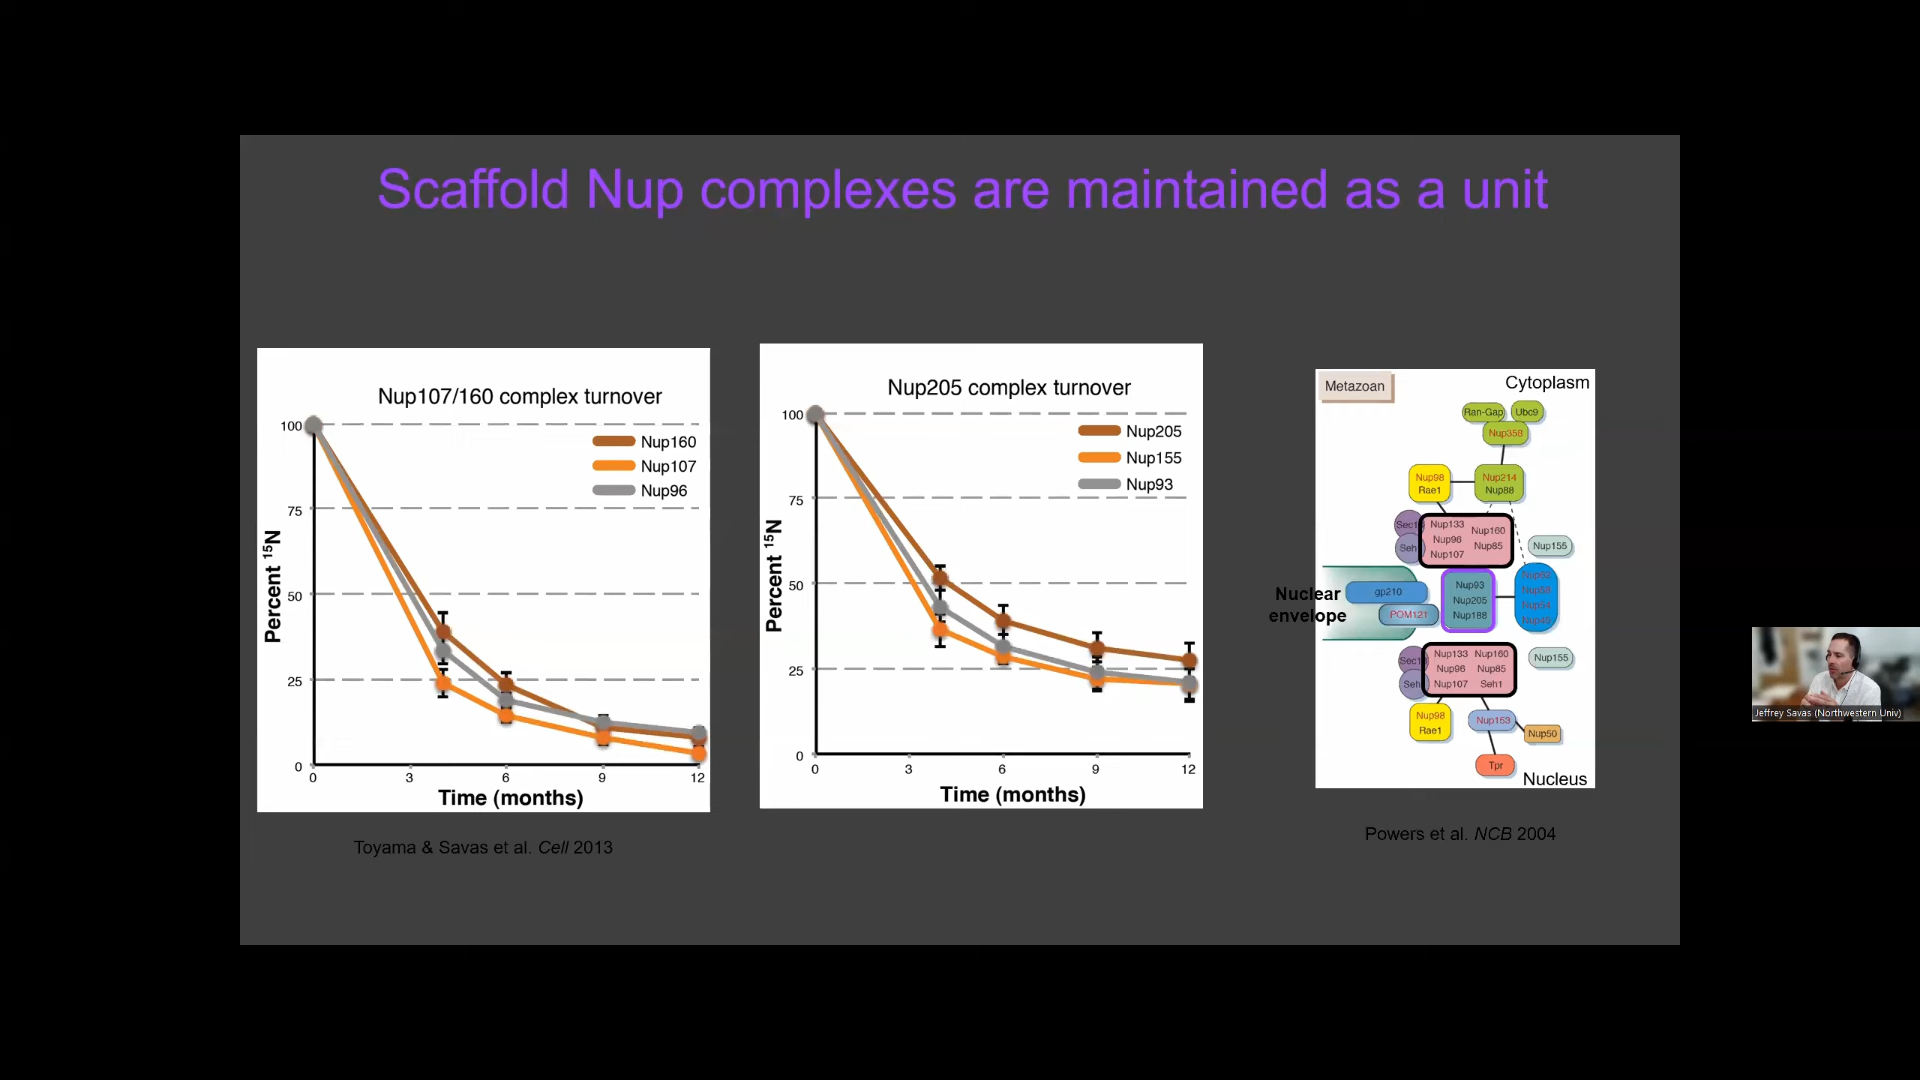 Scaffold Nup complexes are maintained as a unit
Nup107/160 complex turnover
100
75
50
25
0
Percent ¹⁵N
Nup160
Nup107
Nup96
0 3 6 9 12
Time (months)
Toyama & Savas et al. Cell 2013
Nup205 complex turnover
100
75
50
25
0
Percent ¹⁵N
Nup205
Nup155
Nup93
0 3 6 9 12
Time (months)
Metazoan
Cytoplasm
Ran-Gap Ubc9
Nup358
Nup98
Rae1
Nup214
Nup88
Seh
Nup133 Nup160
Nup96 Nup85
Nup107
Nup155
Nuclear
envelope
gp210
POM121
Nup93
Nup205
Nup188
Seh
Nup133 Nup160
Nup96 Nup85
Nup107 Seh1
Nup155
Nup98
Rae1
Nup153
Nup50
Tpr
Nucleus
Powers et al. NCB 2004
Jeffrey Savas (Northwestern Univ)